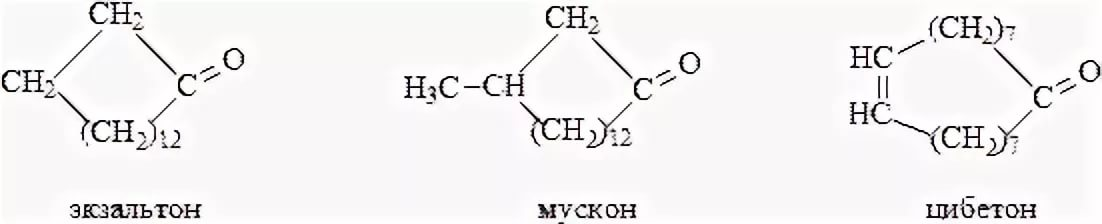 CH₂ CH₂ (CH₂)₇
CH₂ C=O H₃C—CH C=O HC=HC C=O
(CH₂)₁₂ (CH₂)₁₂ (CH₂)₇
экзальтон мускон цибетон